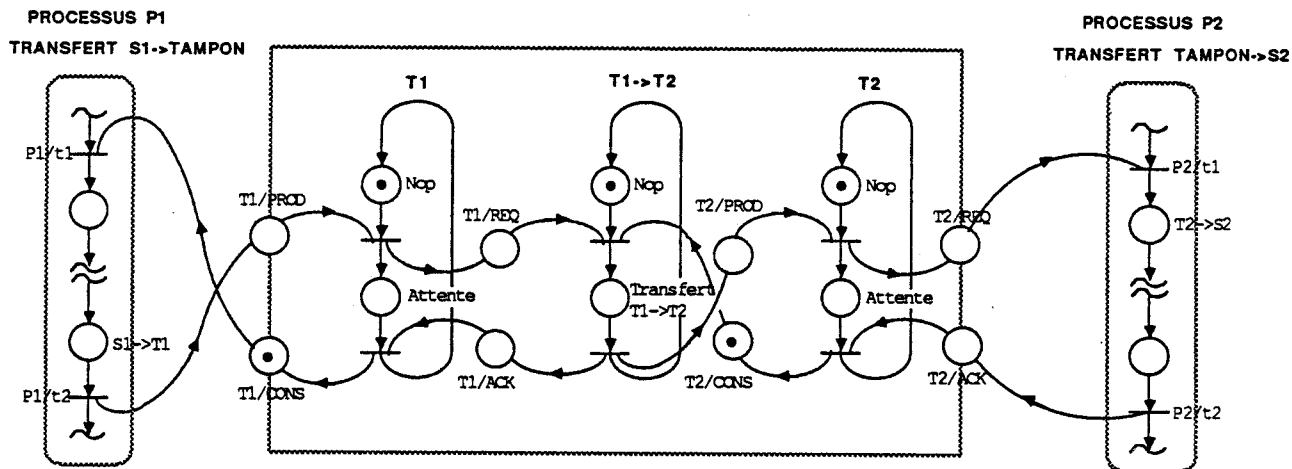 PROCESSUS P1
TRANSFERT S1->TAMPON
PROCESSUS P2
TRANSFERT TAMPON->S2
T1
T1->T2
T2
P1/t1
Nop
Nop
Nop
P2/t1
T1/PROD
T1/REQ
T2/PROD
T2/REQ
T2->S2
Attente
Transfert
T1->T2
Attente
S1->T1
T1/CONS
T1/ACK
T2/CONS
T2/ACK
P1/t2
P2/t2